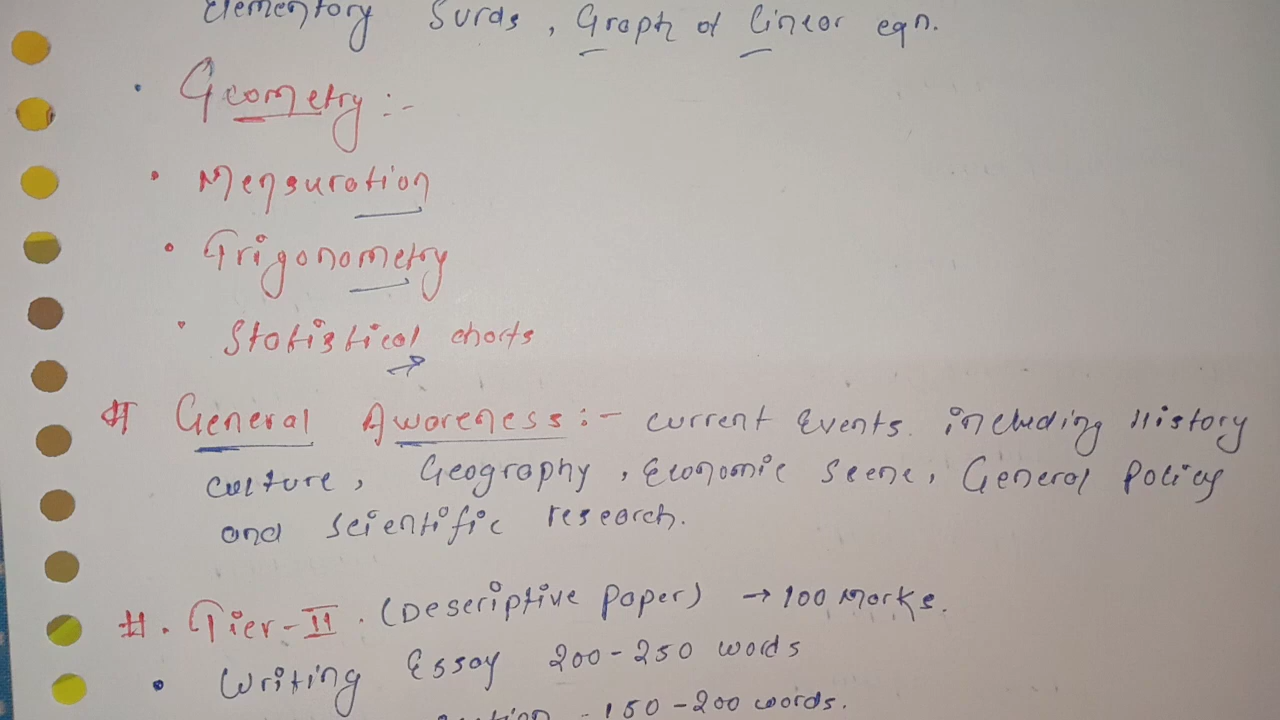 Elementary Surds, Graph of Linear eqn.
• Geometry :-
• Mensuration
• Trigonometry
• Statistical charts
# General Awareness :- current Events. including History
culture, Geography, Economic Scene, General Policy
and scientific research.
#. Tier-II. (Descriptive Paper) → 100 Marks.
• Writing Essay 200-250 words
- 150-200 words.